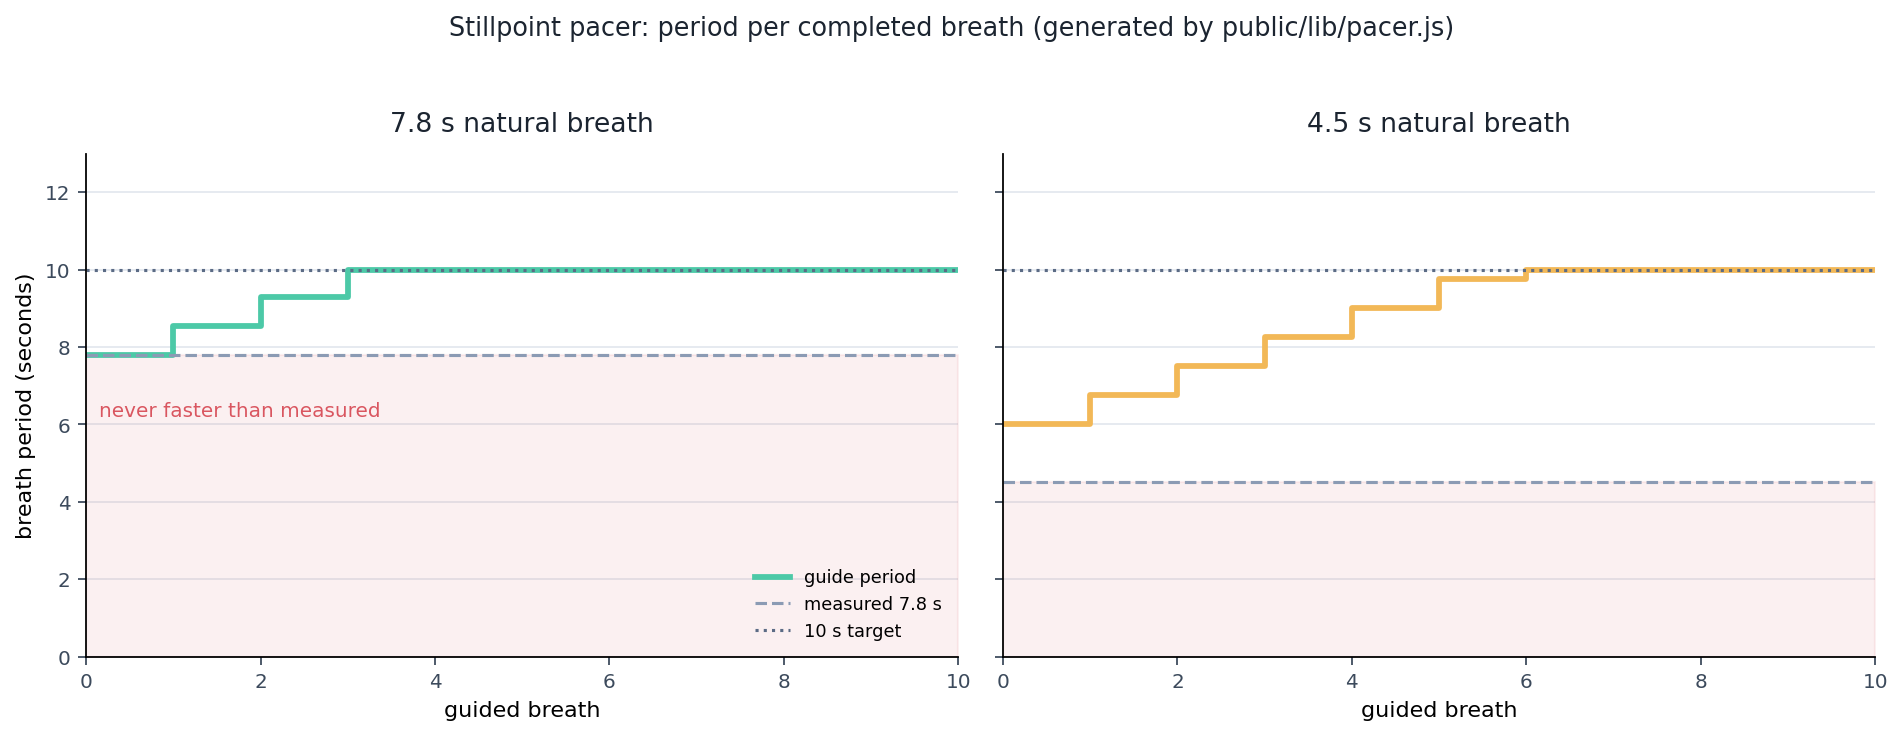 Stillpoint pacer: period per completed breath (generated by public/lib/pacer.js)
7.8 s natural breath
4.5 s natural breath
breath period (seconds)
12
10
8
6
4
2
0
never faster than measured
guide period
measured 7.8 s
10 s target
0 2 4 6 8 10
0 2 4 6 8 10
guided breath
guided breath